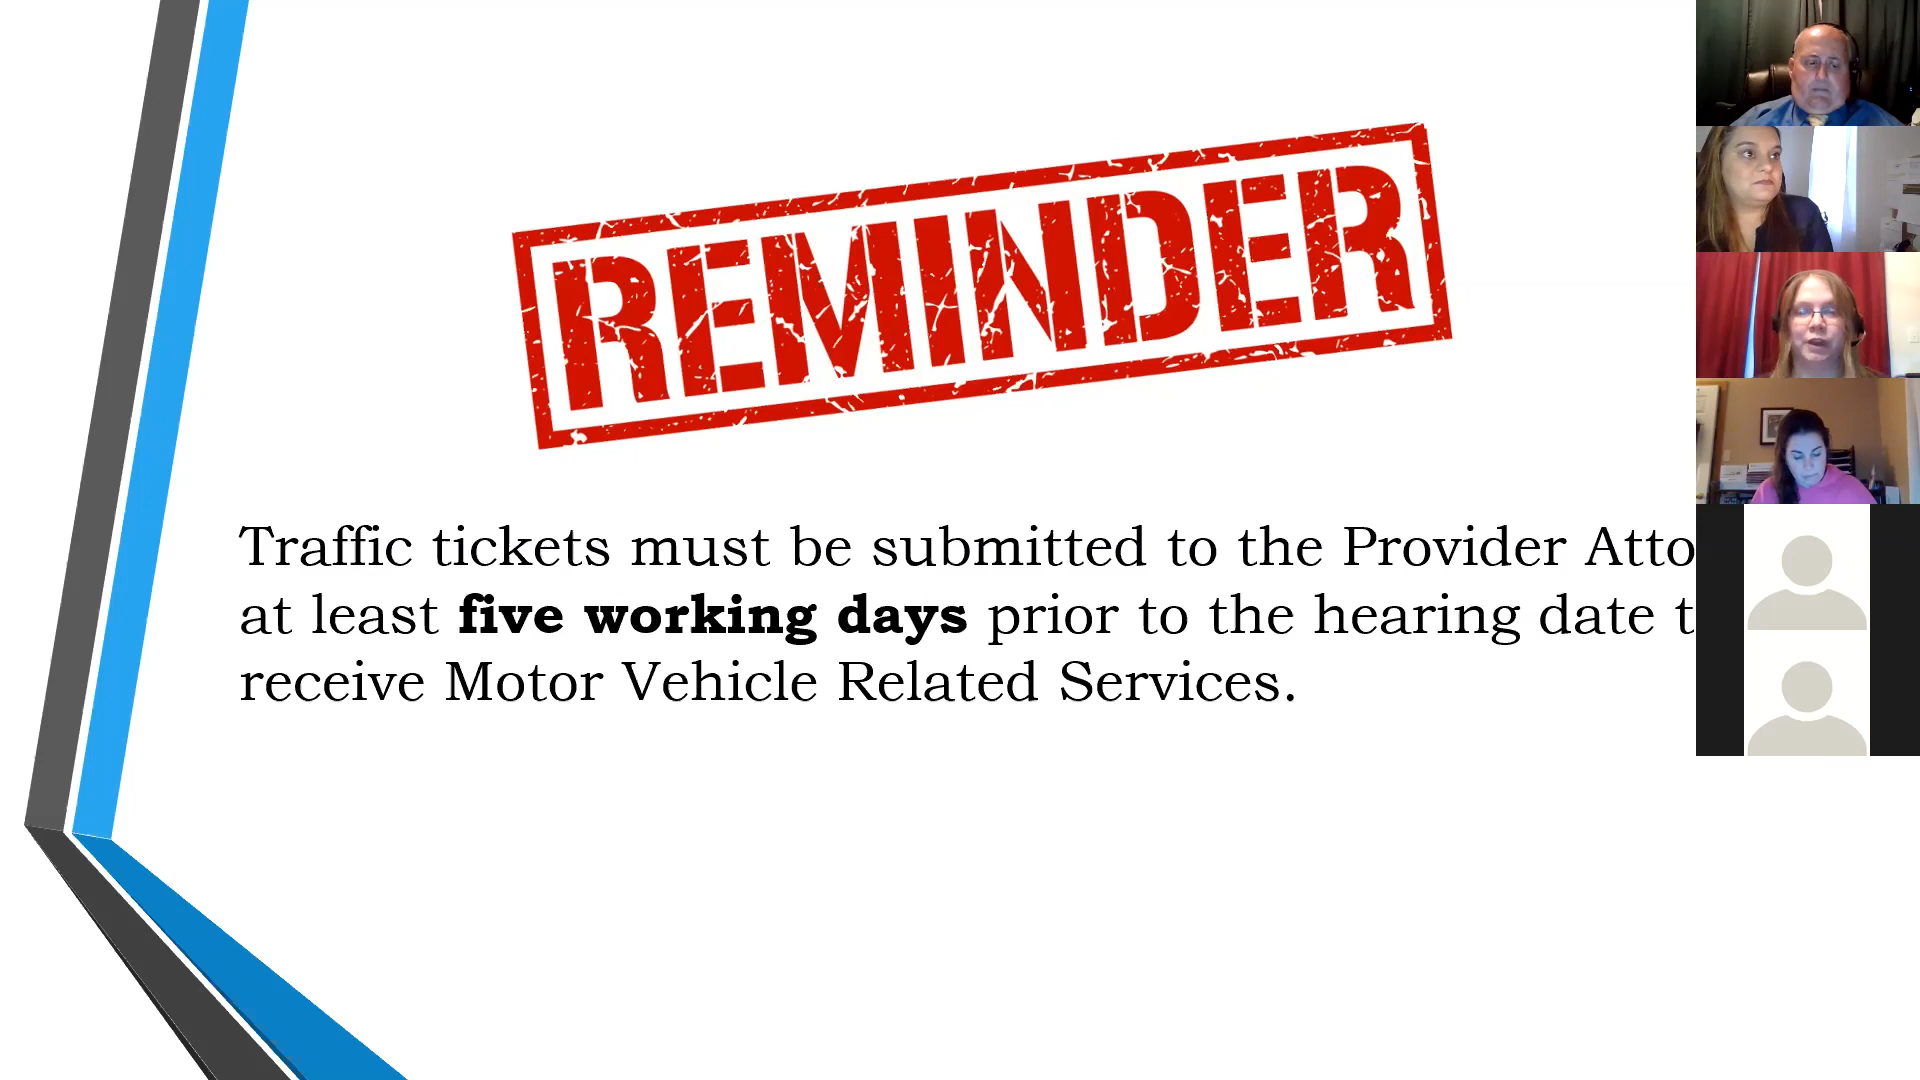 REMINDER
Traffic tickets must be submitted to the Provider Atto
at least five working days prior to the hearing date t
receive Motor Vehicle Related Services.